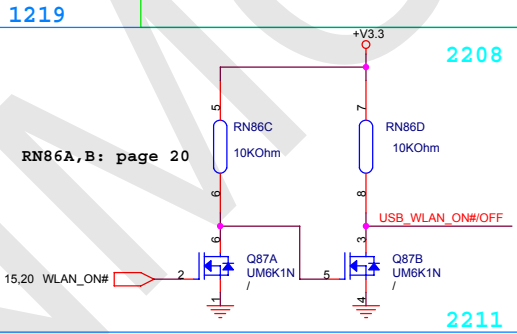 1219
+V3.3
2208
5
7
RN86C
RN86D
10KOhm
10KOhm
RN86A,B: page 20
6
8
USB_WLAN_ON#/OFF
6
3
Q87A
Q87B
UM6K1N
UM6K1N
15,20 WLAN_ON#
2
5
/
/
1
4
2211